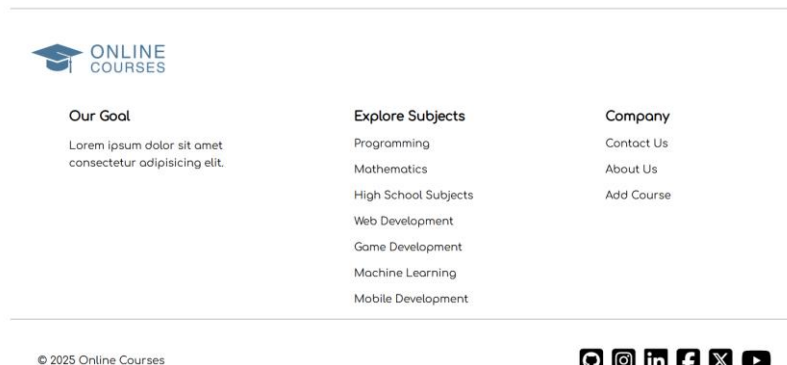 ONLINE
COURSES
Our Goal
Lorem ipsum dolor sit amet
consectetur adipisicing elit.
Explore Subjects
Programming
Mathematics
High School Subjects
Web Development
Game Development
Machine Learning
Mobile Development
Company
Contact Us
About Us
Add Course
© 2025 Online Courses